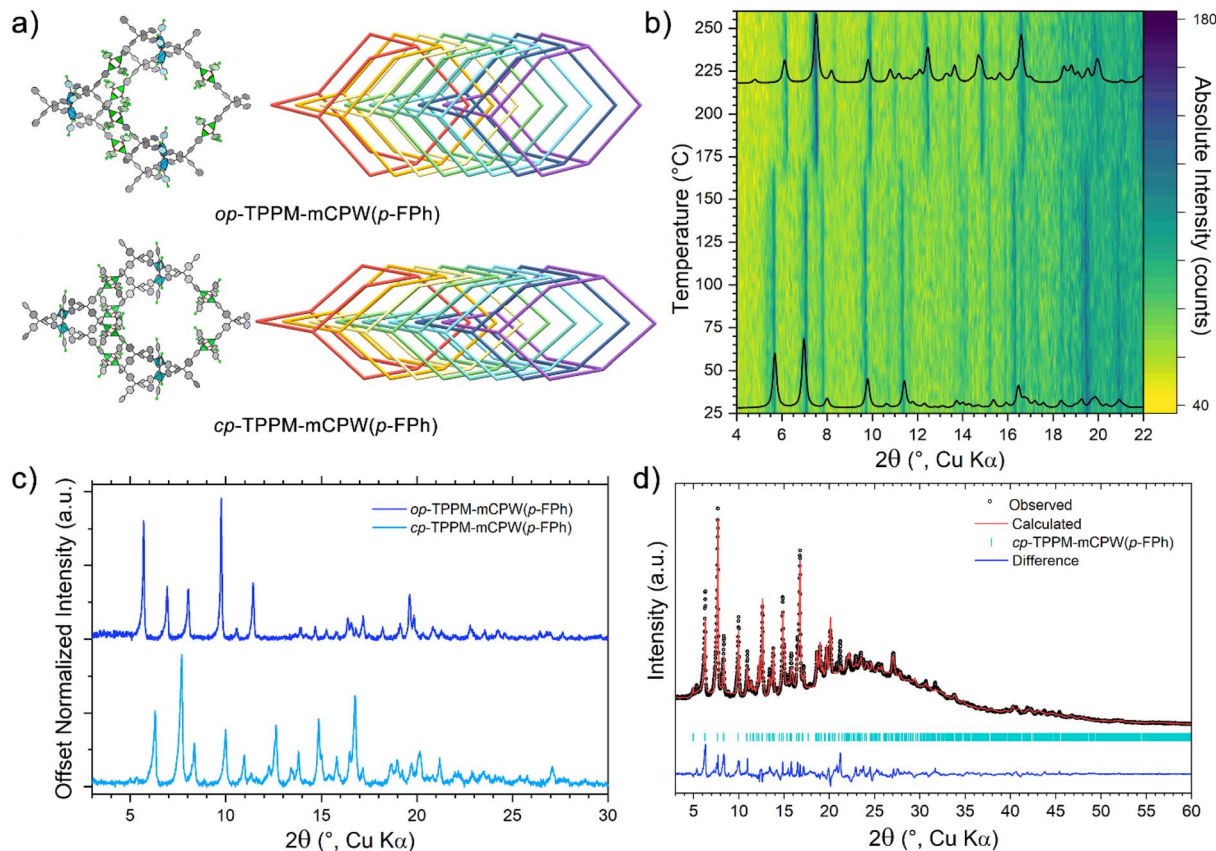 a)
op-TPPM-mCPW(p-FPh)
cp-TPPM-mCPW(p-FPh)
b)
Temperature (°C)
250
225
200
175
150
125
100
75
50
25
4 6 8 10 12 14 16 18 20 22
2θ (°, Cu Kα)
180
40
Absolute Intensity (counts)
c)
Offset Normalized Intensity (a.u.)
op-TPPM-mCPW(p-FPh)
cp-TPPM-mCPW(p-FPh)
5 10 15 20 25 30
2θ (°, Cu Kα)
d)
Intensity (a.u.)
Observed
Calculated
cp-TPPM-mCPW(p-FPh)
Difference
5 10 15 20 25 30 35 40 45 50 55 60
2θ (°, Cu Kα)